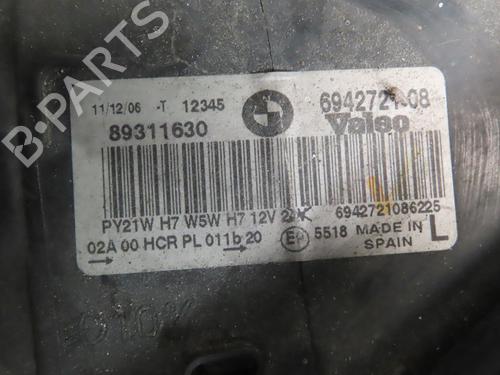 B-PARTS
11/12/06 -T 12345
6942721-08
89311630
Valeo
PY21W H7 W5W H7 12V
6942721086225
02A 00 HCR PL 011b 20
5518 MADE IN SPAIN
L